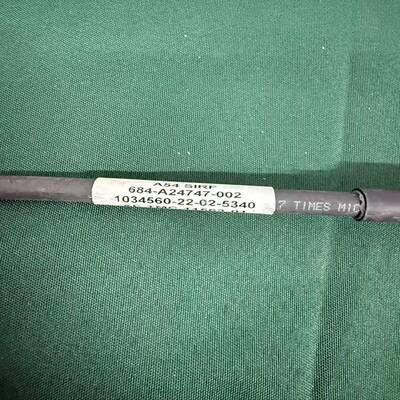 A54 SIRF
684-A24747-002
1034560-22-02-5340
7 TIMES MIC